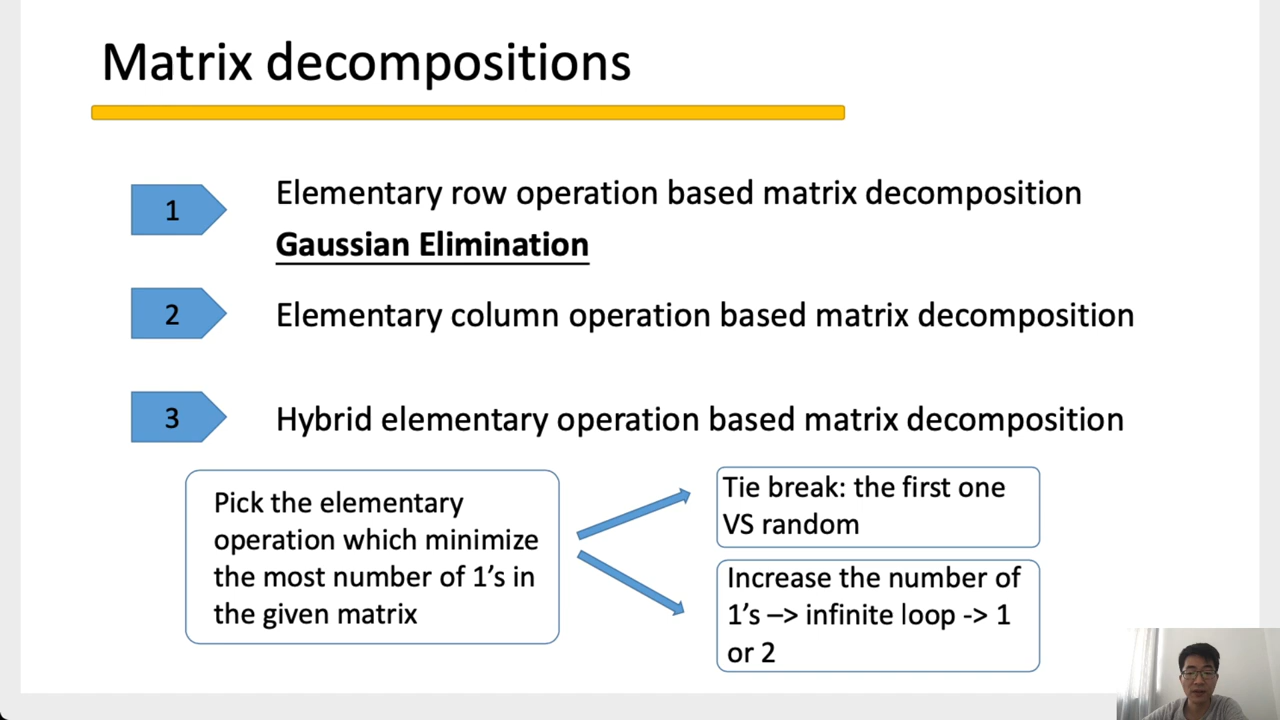 Matrix decompositions
1
Elementary row operation based matrix decomposition
Gaussian Elimination
2
Elementary column operation based matrix decomposition
3
Hybrid elementary operation based matrix decomposition
Pick the elementary
operation which minimize
the most number of 1's in
the given matrix
Tie break: the first one
VS random
Increase the number of
1's –> infinite loop -> 1
or 2